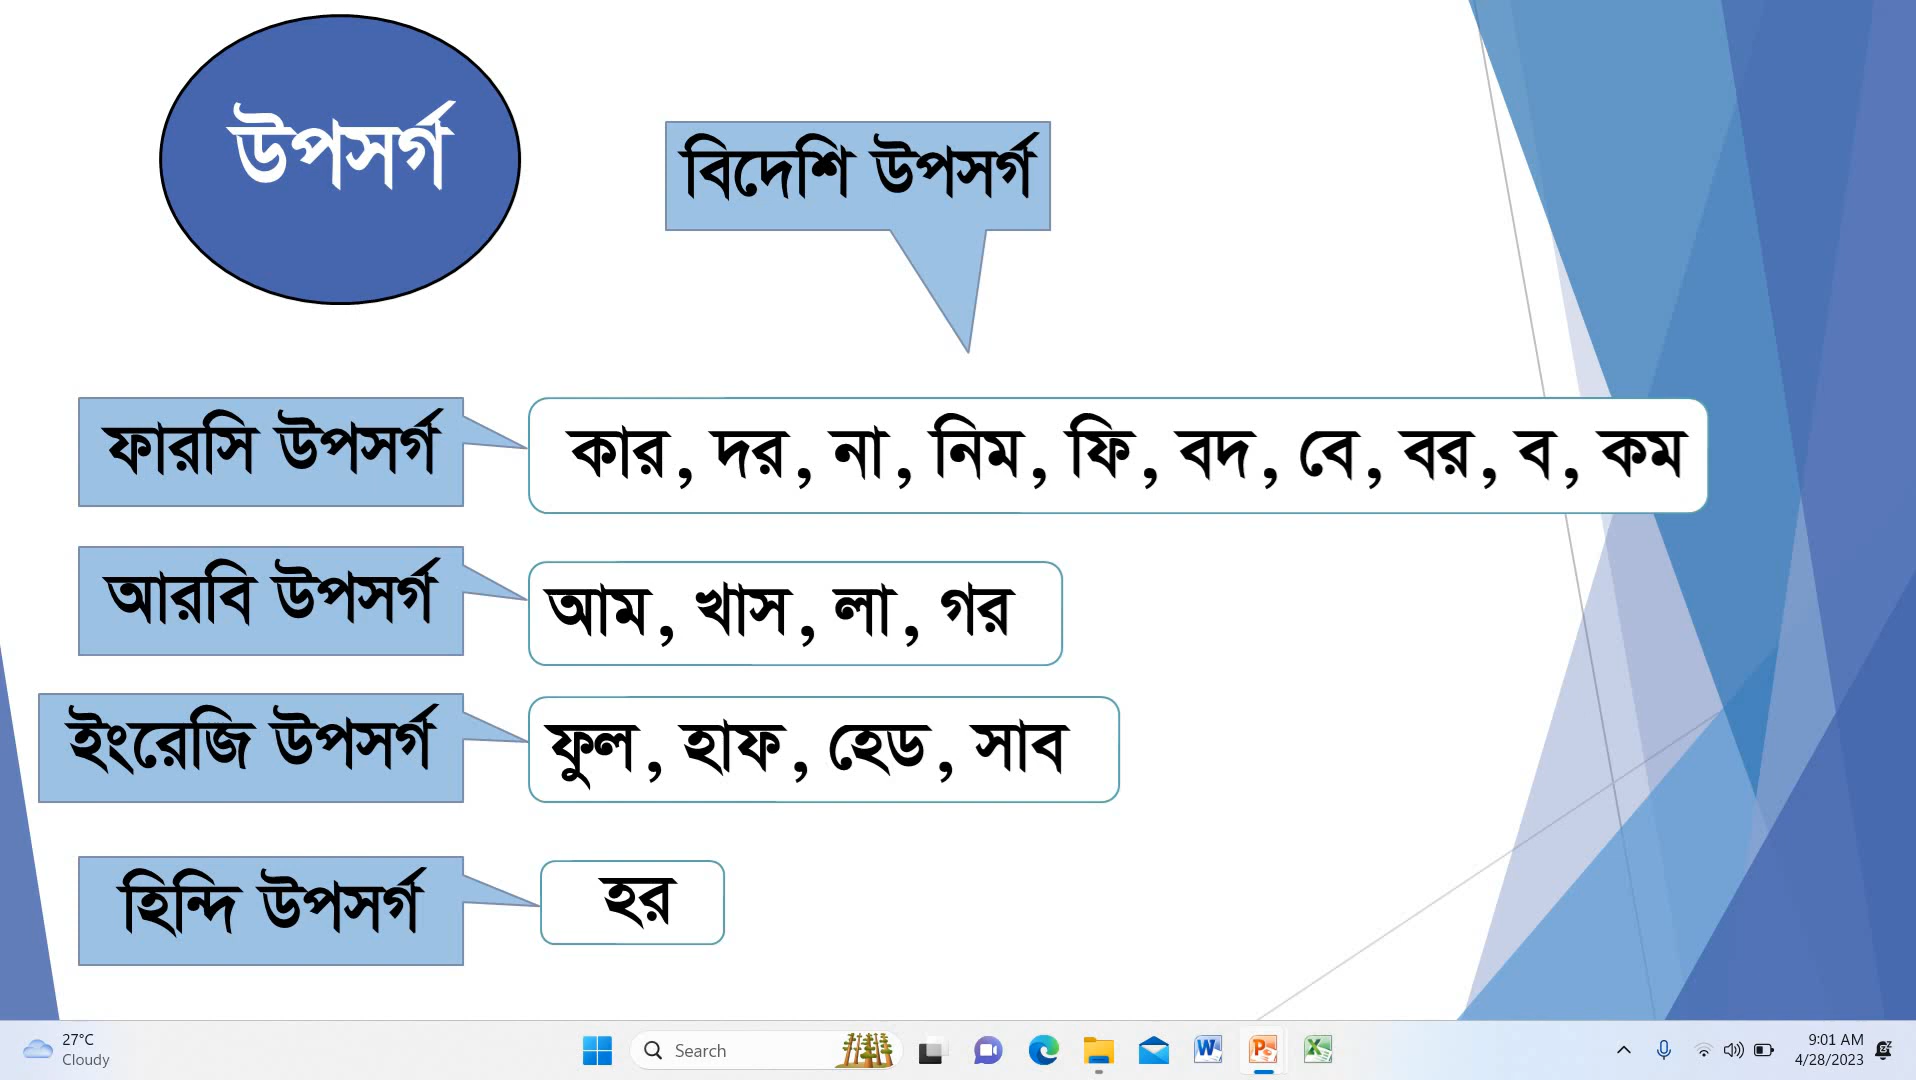 উপসর্গ
বিদেশি উপসর্গ
ফারসি উপসর্গ
কার, দর, না, নিম, ফি, বদ, বে, বর, ব, কম
আরবি উপসর্গ
আম, খাস, লা, গর
ইংরেজি উপসর্গ
ফুল, হাফ, হেড, সাব
হিন্দি উপসর্গ
হর
27°C
Cloudy
Search
9:01 AM
4/28/2023